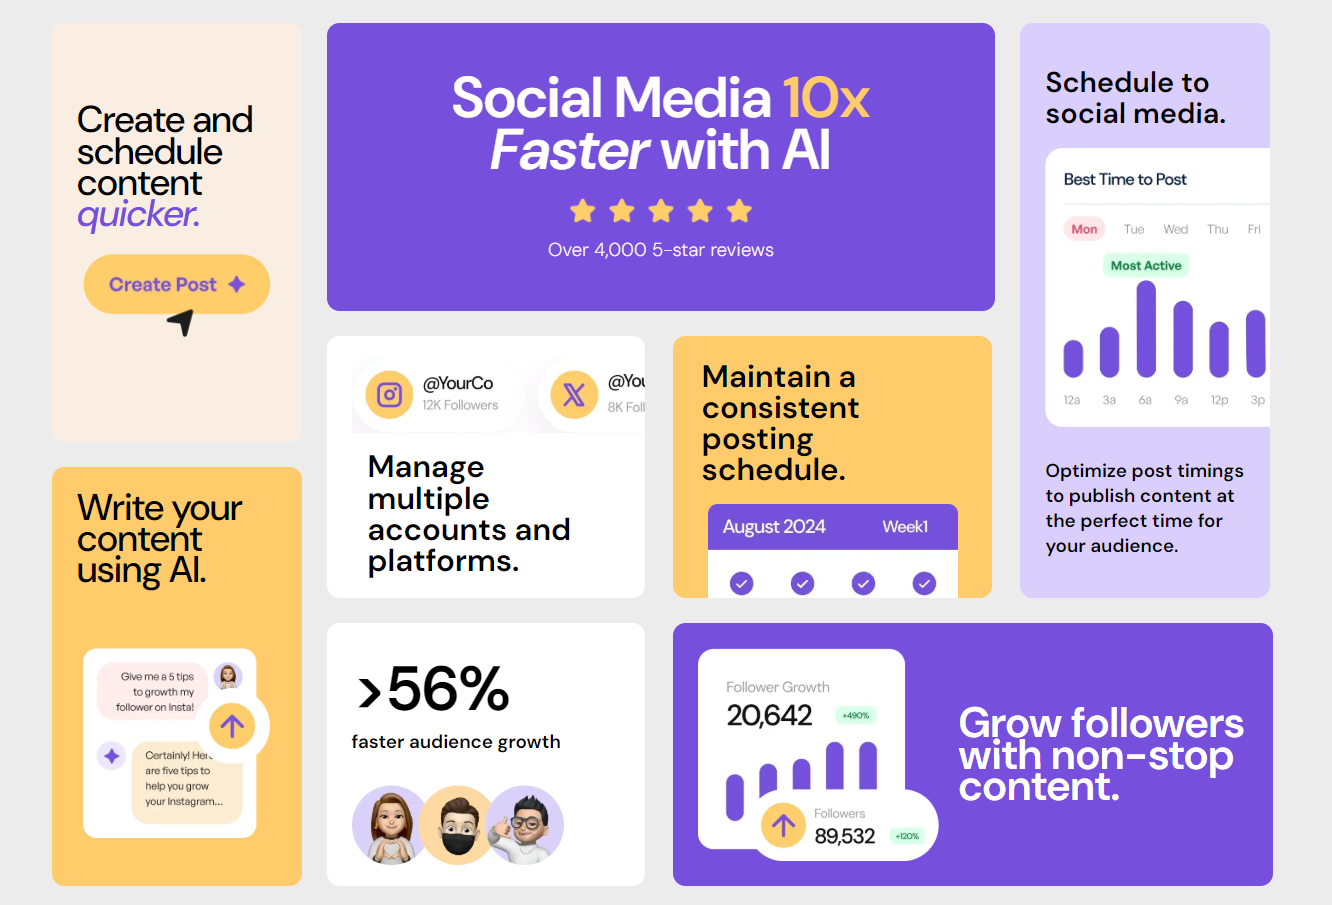 Create and
schedule
content
quicker.
Create Post
Social Media 10x
Faster with AI
Over 4,000 5-star reviews
Schedule to
social media.
Best Time to Post
Mon Tue Wed Thu Fri
Most Active
12a 3a 6a 9a 12p 3p
Optimize post timings
to publish content at
the perfect time for
your audience.
@YourCo
12K Followers
@You
8K Foll
Manage
multiple
accounts and
platforms.
Maintain a
consistent
posting
schedule.
August 2024 Week1
Write your
content
using AI.
Give me a 5 tips
to growth my
follower on Insta!
Certainly! Here
are five tips to
help you grow
your Instagram...
>56%
faster audience growth
Follower Growth
20,642 +490%
Followers
89,532 +120%
Grow followers
with non-stop
content.